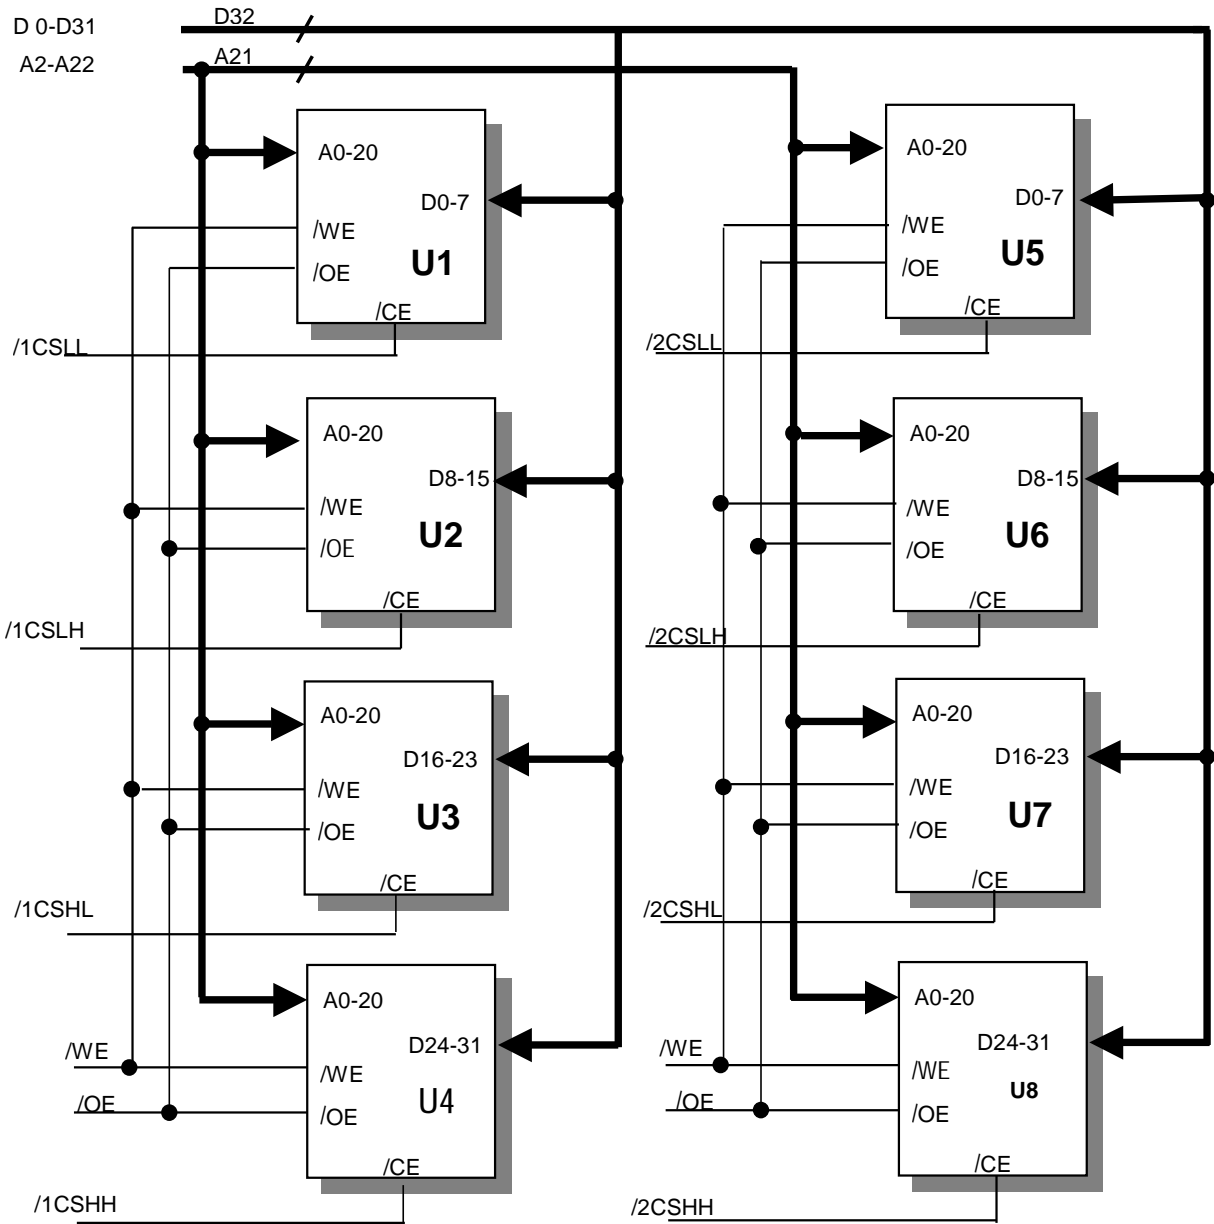 D 0-D31 D32
A2-A22 A21
A0-20
D0-7
/WE
U1
/OE
/CE
/1CSLL
A0-20
D8-15
/WE
U2
/OE
/CE
/1CSLH
A0-20
D16-23
/WE
U3
/OE
/CE
/1CSHL
A0-20
D24-31
/WE
/WE
U4
/OE
/OE
/CE
/1CSHH
A0-20
D0-7
/WE
U5
/OE
/CE
/2CSLL
A0-20
D8-15
/WE
U6
/OE
/CE
/2CSLH
A0-20
D16-23
/WE
U7
/OE
/CE
/2CSHL
A0-20
D24-31
/WE
/WE
U8
/OE
/OE
/CE
/2CSHH